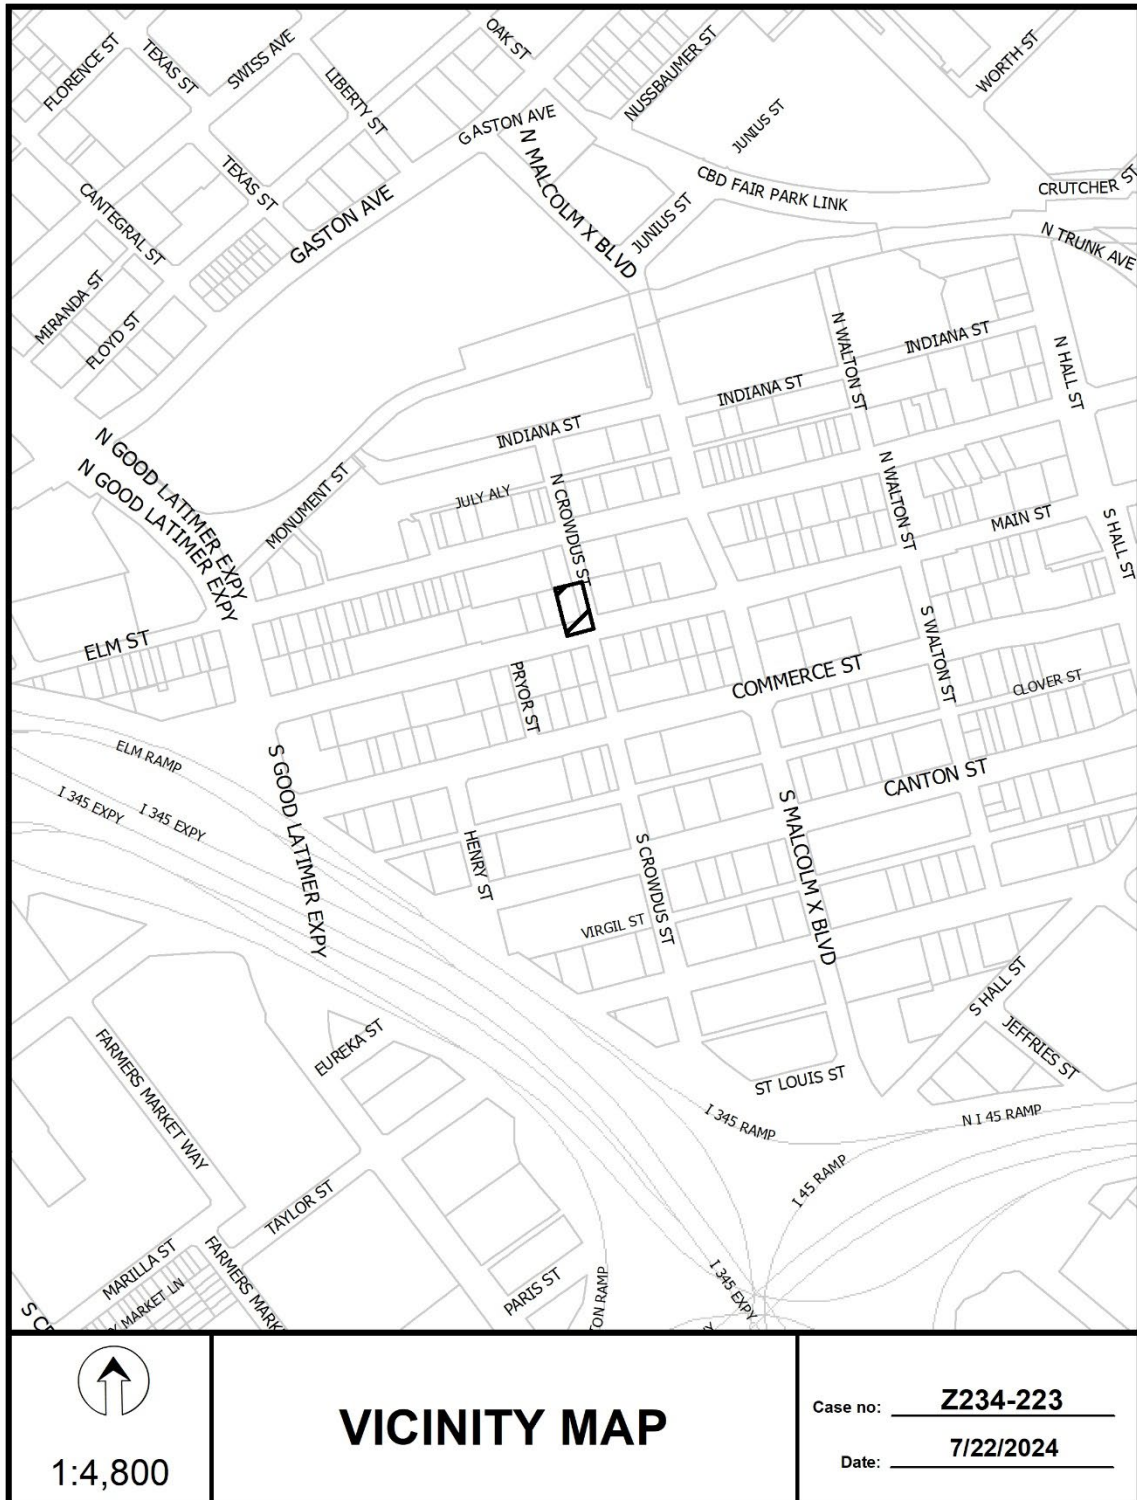 FLORENCE ST
TEXAS ST
SWISS AVE
LIBERTY ST
OAK ST
GASTON AVE
NUSSBAUMER ST
WORTH ST
JUNIUS ST
CBD FAIR PARK LINK
CRUTCHER ST
N MALCOLM X BLVD
JUNIUS ST
N TRUNK AVE
TEXAS ST
CANTEGRAL ST
GASTON AVE
MIRANDA ST
FLOYD ST
N WALTON ST
INDIANA ST
N HALL ST
INDIANA ST
INDIANA ST
N GOOD LATIMER EXPY
N GOOD LATIMER EXPY
MONUMENT ST
JULY ALY
N CROWDUS ST
N WALTON ST
MAIN ST
S HALL ST
ELM ST
PRYOR ST
COMMERCE ST
S WALTON ST
CLOVER ST
ELM RAMP
I 345 EXPY
I 345 EXPY
S GOOD LATIMER EXPY
CANTON ST
HENRY ST
S CROWDUS ST
S MALCOLM X BLVD
VIRGIL ST
S HALL ST
JEFFRIES ST
EUREKA ST
FARMERS MARKET WAY
ST LOUIS ST
I 345 RAMP
N I 45 RAMP
I 45 RAMP
TAYLOR ST
MARILLA ST
FARMERS MARK
MARKET LN
PARIS ST
TON RAMP
I 345 EXPY
S C
1:4,800
VICINITY MAP
Case no: Z234-223
Date: 7/22/2024